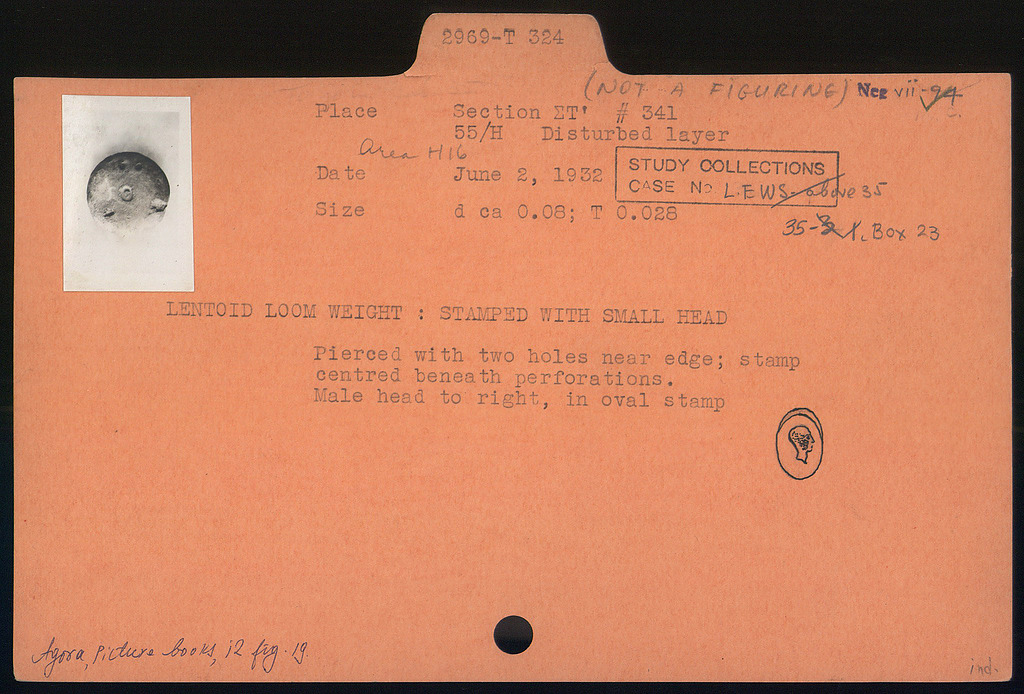 2969-T 324
(NOT A FIGURINE) Neg vii-94
Place Section ΣΤ' # 341
55/H Disturbed layer
Area H16
Date June 2, 1932
STUDY COLLECTIONS
CASE No L.EWS-above 35
Size d ca 0.08; T 0.028
35- 1, Box 23
LENTOID LOOM WEIGHT : STAMPED WITH SMALL HEAD
Pierced with two holes near edge; stamp
centred beneath perforations.
Male head to right, in oval stamp
Agora, Picture books, 12 fig. 19
ind.